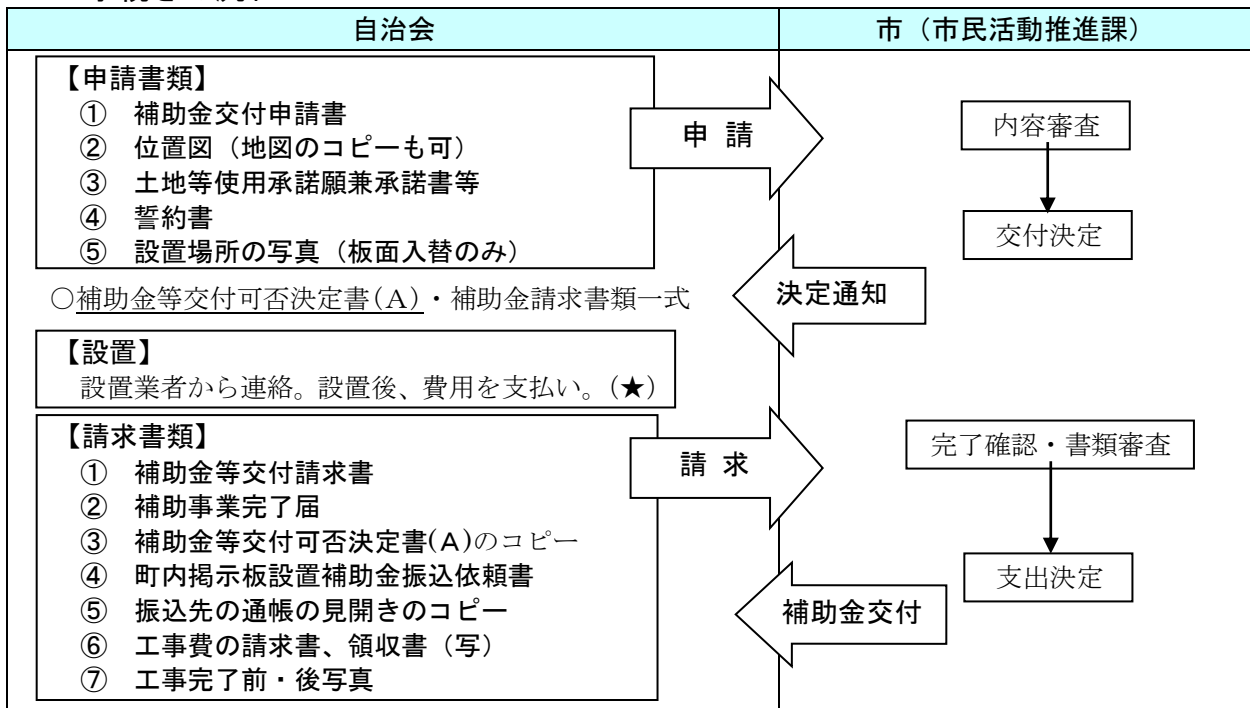 自治会
市（市民活動推進課）
【申請書類】
① 補助金交付申請書
② 位置図（地図のコピーも可）
③ 土地等使用承諾願兼承諾書等
④ 誓約書
⑤ 設置場所の写真（板面入替のみ）
申 請
内容審査
交付決定
決定通知
○補助金等交付可否決定書(Ａ)・補助金請求書類一式
【設置】
設置業者から連絡。設置後、費用を支払い。(★)
【請求書類】
① 補助金等交付請求書
② 補助事業完了届
③ 補助金等交付可否決定書(Ａ)のコピー
④ 町内掲示板設置補助金振込依頼書
⑤ 振込先の通帳の見開きのコピー
⑥ 工事費の請求書、領収書（写）
⑦ 工事完了前・後写真
請 求
完了確認・書類審査
支出決定
補助金交付